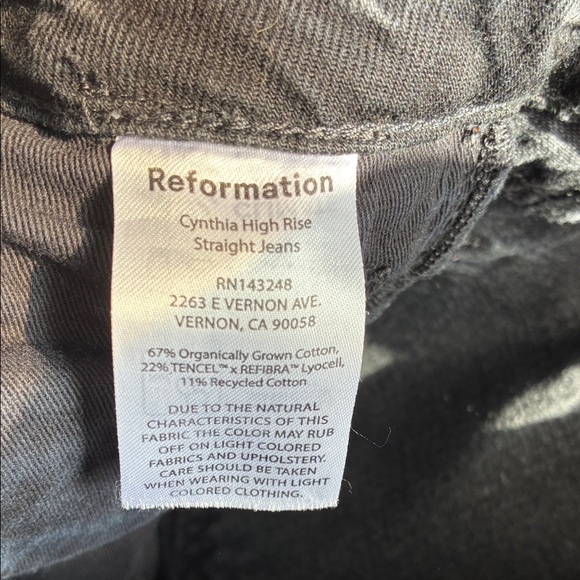 Reformation
Cynthia High Rise
Straight Jeans
RN143248
2263 E VERNON AVE.
VERNON, CA 90058
67% Organically Grown Cotton,
22% TENCEL™ x REFIBRA™ Lyocell,
11% Recycled Cotton
DUE TO THE NATURAL
CHARACTERISTICS OF THIS
FABRIC THE COLOR MAY RUB
OFF ON LIGHT COLORED
FABRICS AND UPHOLSTERY.
CARE SHOULD BE TAKEN
WHEN WEARING WITH LIGHT
COLORED CLOTHING.